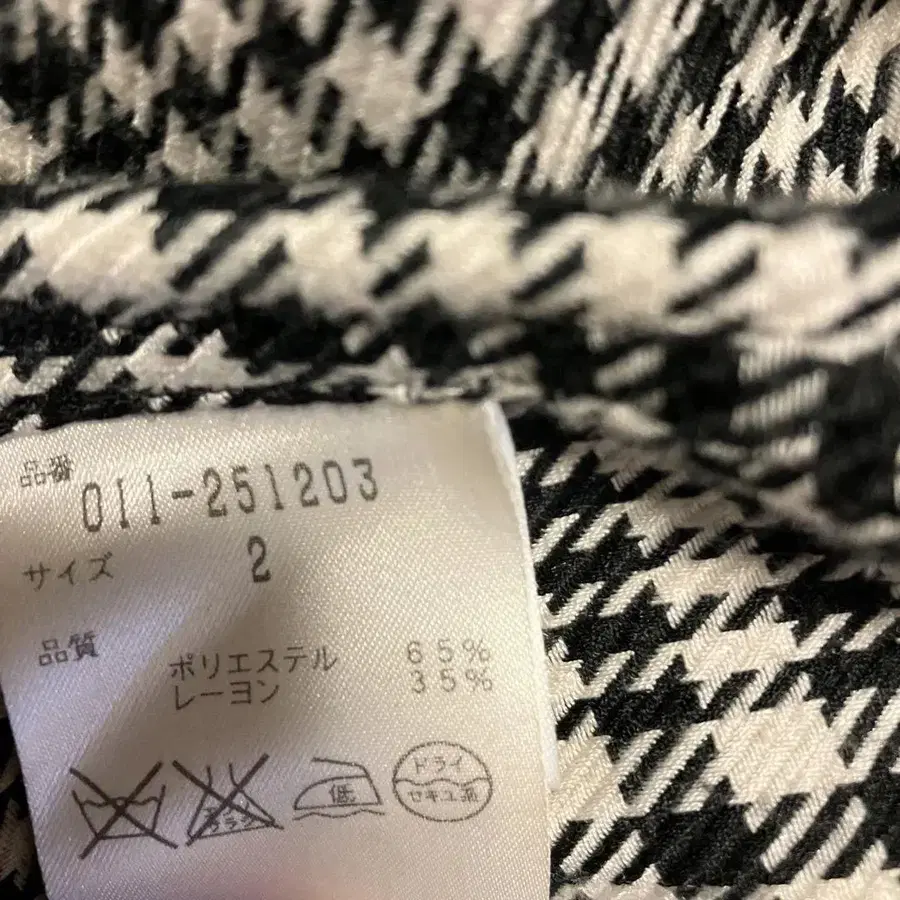 品番 011-251203
サイズ 2
品質 ポリエステル 65%
レーヨン 35%
低
ドライ
セキユ系